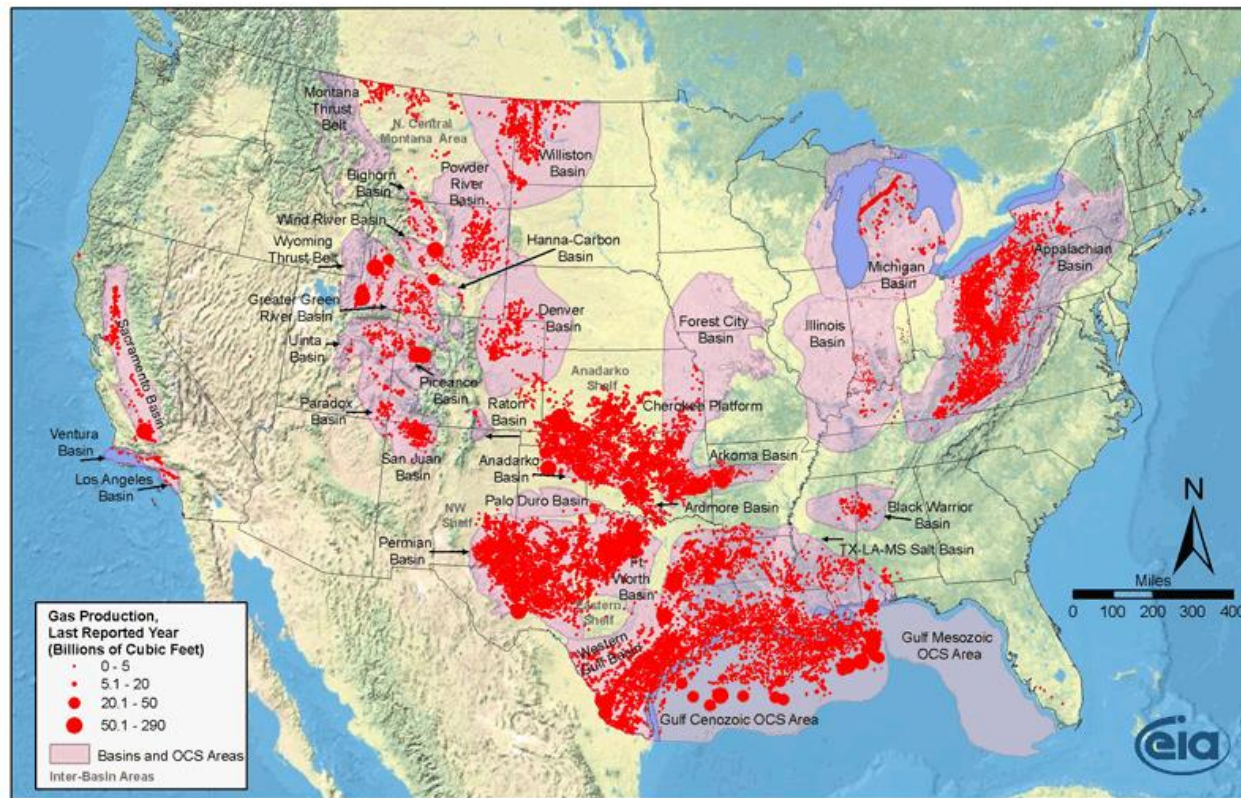 Montana
Thrust
Belt
N. Central
Montana Area
Williston
Basin
Bighorn
Basin
Powder
River
Basin
Wind River Basin
Wyoming
Thrust Belt
Hanna-Carbon
Basin
Greater Green
River Basin
Uinta
Basin
Piceance
Basin
Denver
Basin
Forest City
Basin
Illinois
Basin
Michigan
Basin
Appalachian
Basin
Sacramento Basin
Paradox
Basin
San Juan
Basin
Raton
Basin
Anadarko
Shelf
Cherokee Platform
Ventura
Basin
Los Angeles
Basin
Anadarko
Basin
Arkoma Basin
Palo Duro Basin
Ardmore Basin
Black Warrior
Basin
NW
Shelf
Permian
Basin
TX-LA-MS Salt Basin
Ft.
Worth
Basin
Eastern
Shelf
Western
Gulf Basin
Gulf Cenozoic OCS Area
Gulf Mesozoic
OCS Area
N
Miles
0 100 200 300 400
Gas Production,
Last Reported Year
(Billions of Cubic Feet)
0 - 5
5.1 - 20
20.1 - 50
50.1 - 290
Basins and OCS Areas
Inter-Basin Areas
eia